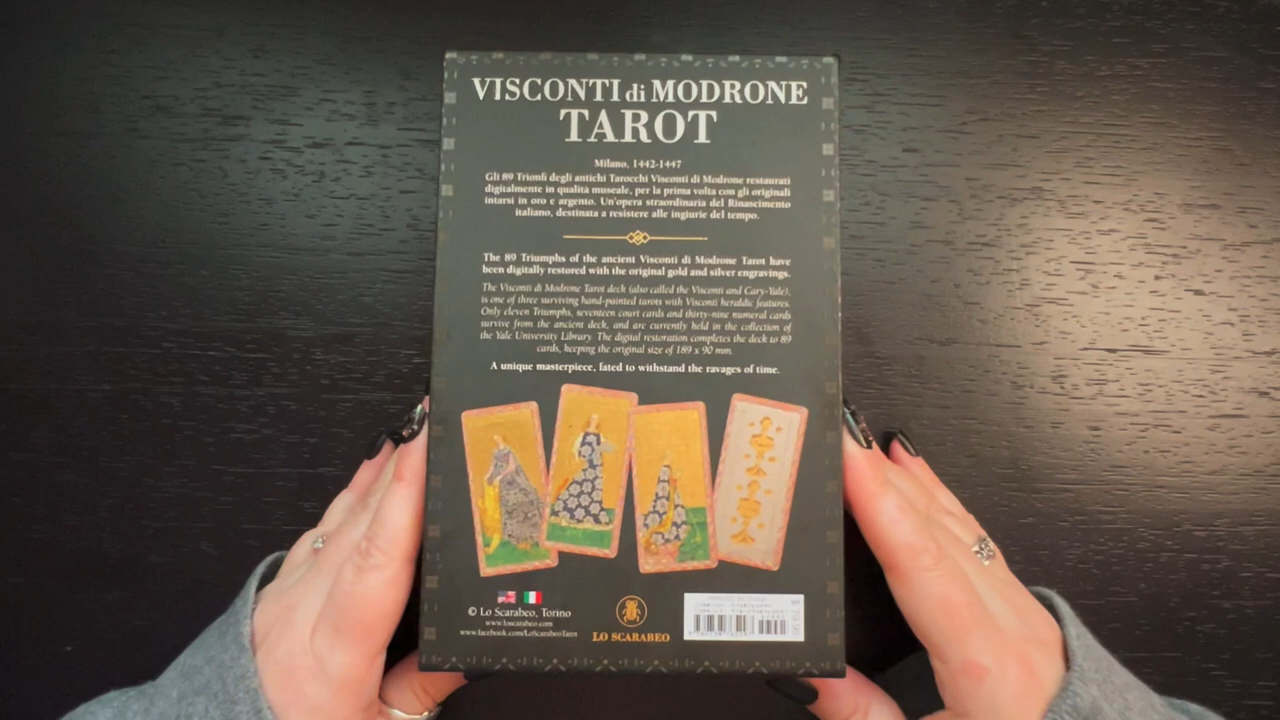 VISCONTI di MODRONE
TAROT
Milano, 1442-1447
Gli 89 Trionfi degli antichi Tarocchi Visconti di Modrone restaurati
digitalmente in qualità museale, per la prima volta con gli originali
intarsi in oro e argento. Un'opera straordinaria del Rinascimento
italiano, destinata a resistere alle ingiurie del tempo.
The 89 Triumphs of the ancient Visconti di Modrone Tarot have
been digitally restored with the original gold and silver engravings.
The Visconti di Modrone Tarot deck (also called the Visconti and Cary-Yale),
is one of three surviving hand-painted tarots with Visconti heraldic features.
Only eleven Triumphs, seventeen court cards and thirty-nine numeral cards
survive from the ancient deck, and are currently held in the collection of
the Yale University Library. The digital restoration completes the deck to 89
cards, keeping the original size of 189 x 90 mm.
A unique masterpiece, fated to withstand the ravages of time.
© Lo Scarabeo, Torino
www.loscarabeo.com
www.facebook.com/LoScarabeoTarot
LO SCARABEO